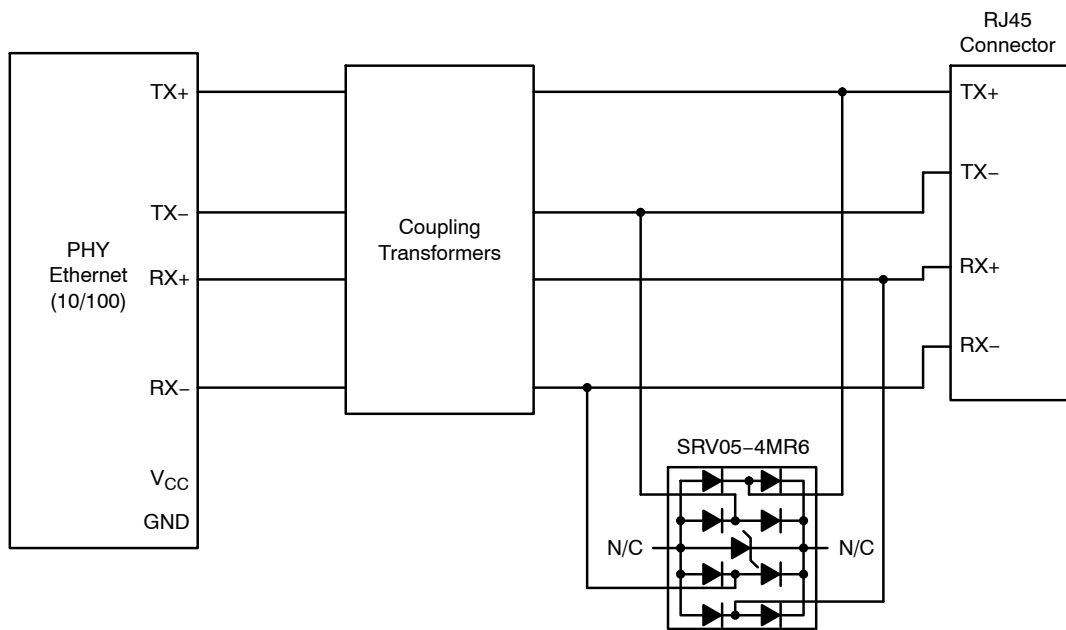 RJ45
Connector
TX+
TX−
RX+
RX−
VCC
GND
PHY
Ethernet
(10/100)
Coupling
Transformers
TX+
TX−
RX+
RX−
SRV05−4MR6
N/C
N/C